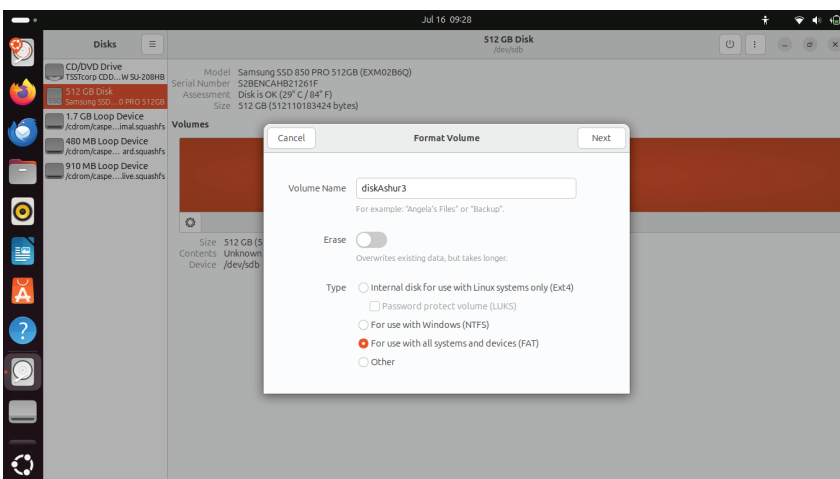 Jul 16 09:28
Disks
512 GB Disk
/dev/sdb
CD/DVD Drive
TSSTcorp CDD...W SU-208HB
512 GB Disk
Samsung SSD...0 PRO 512GB
1.7 GB Loop Device
/cdrom/caspe...imal.squashfs
480 MB Loop Device
/cdrom/caspe... ard.squashfs
910 MB Loop Device
/cdrom/caspe....live.squashfs
Model Samsung SSD 850 PRO 512GB (EXM02B6Q)
Serial Number S2BENCAHB21261F
Assessment Disk is OK (29° C / 84° F)
Size 512 GB (512110183424 bytes)
Volumes
Cancel
Format Volume
Next
Volume Name diskAshur3
For example: "Angela's Files" or "Backup".
Erase
Overwrites existing data, but takes longer.
Type Internal disk for use with Linux systems only (Ext4)
Password protect volume (LUKS)
For use with Windows (NTFS)
For use with all systems and devices (FAT)
Other
Size 512 GB (5
Contents Unknown
Device /dev/sdb